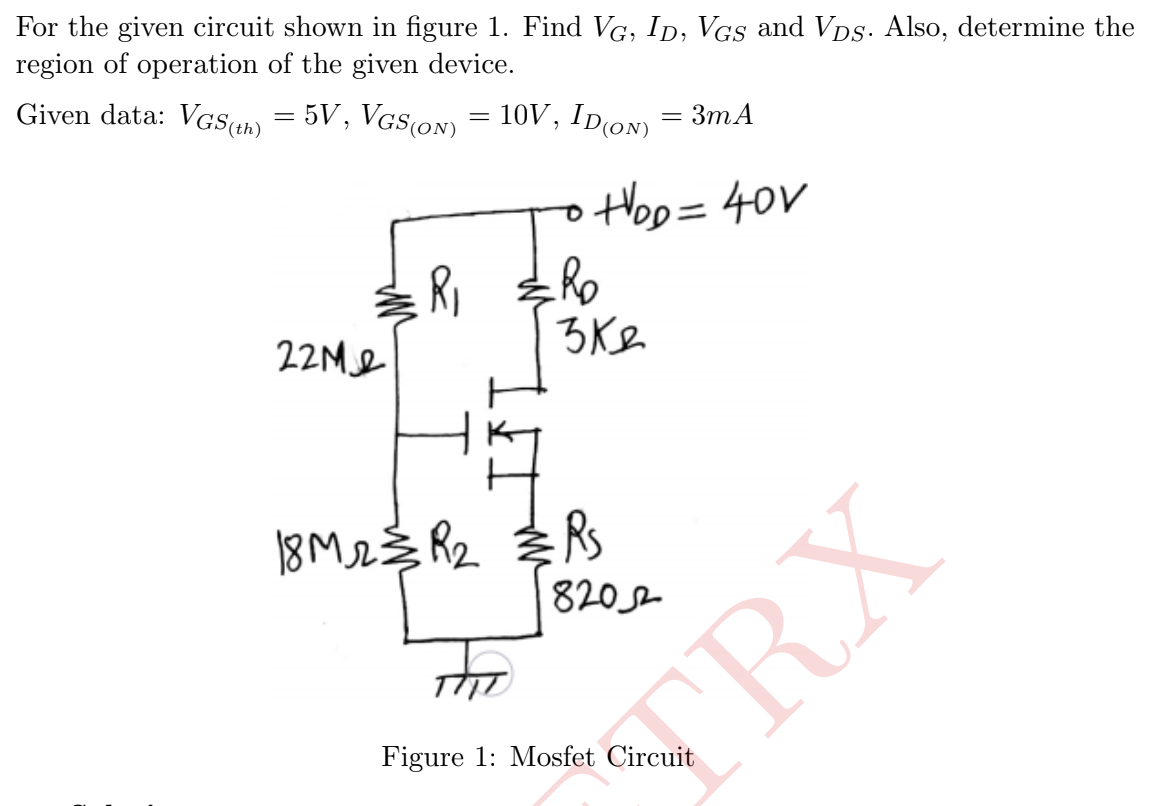 For the given circuit shown in figure 1. Find V_G, I_D, V_GS and V_DS. Also, determine the
region of operation of the given device.
Given data: V_GS(th) = 5V, V_GS(ON) = 10V, I_D(ON) = 3mA
+V_DD = 40V
R_1
R_D
3KΩ
22MΩ
18MΩ
R_2
R_S
820Ω
TRX
Figure 1: Mosfet Circuit